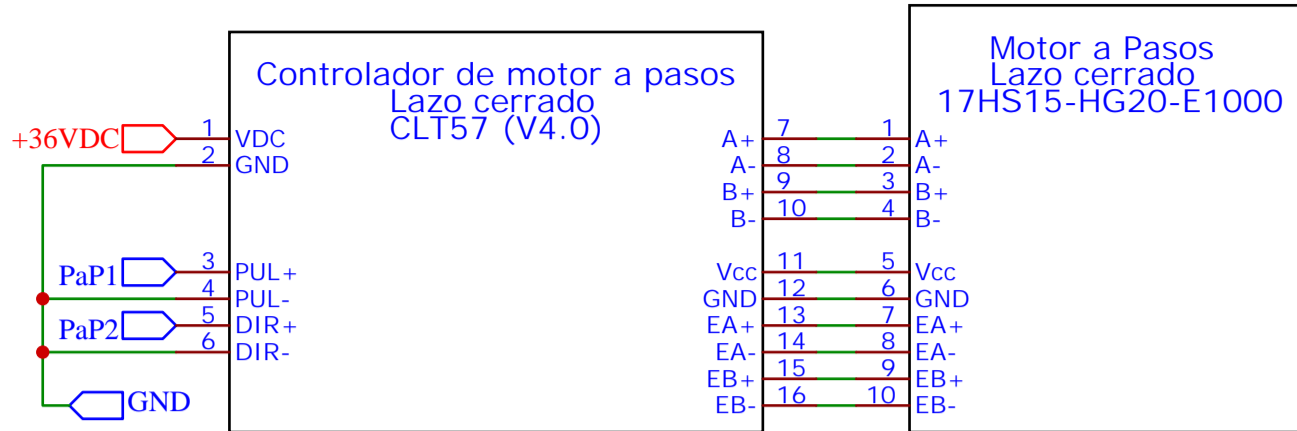 Controlador de motor a pasos
Lazo cerrado
CLT57 (V4.0)
Motor a Pasos
Lazo cerrado
17HS15-HG20-E1000
+36VDC 1 VDC
2 GND
PaP1 3 PUL+
4 PUL-
PaP2 5 DIR+
6 DIR-
GND
A+ 7 1 A+
A- 8 2 A-
B+ 9 3 B+
B- 10 4 B-
Vcc 11 5 Vcc
GND 12 6 GND
EA+ 13 7 EA+
EA- 14 8 EA-
EB+ 15 9 EB+
EB- 16 10 EB-